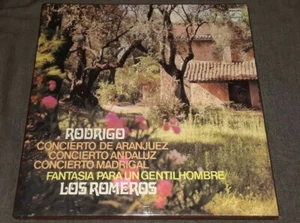 RODRIGO
CONCIERTO DE ARANJUEZ
CONCIERTO ANDALUZ
CONCIERTO MADRIGAL
FANTASIA PARA UN GENTILHOMBRE
LOS ROMEROS